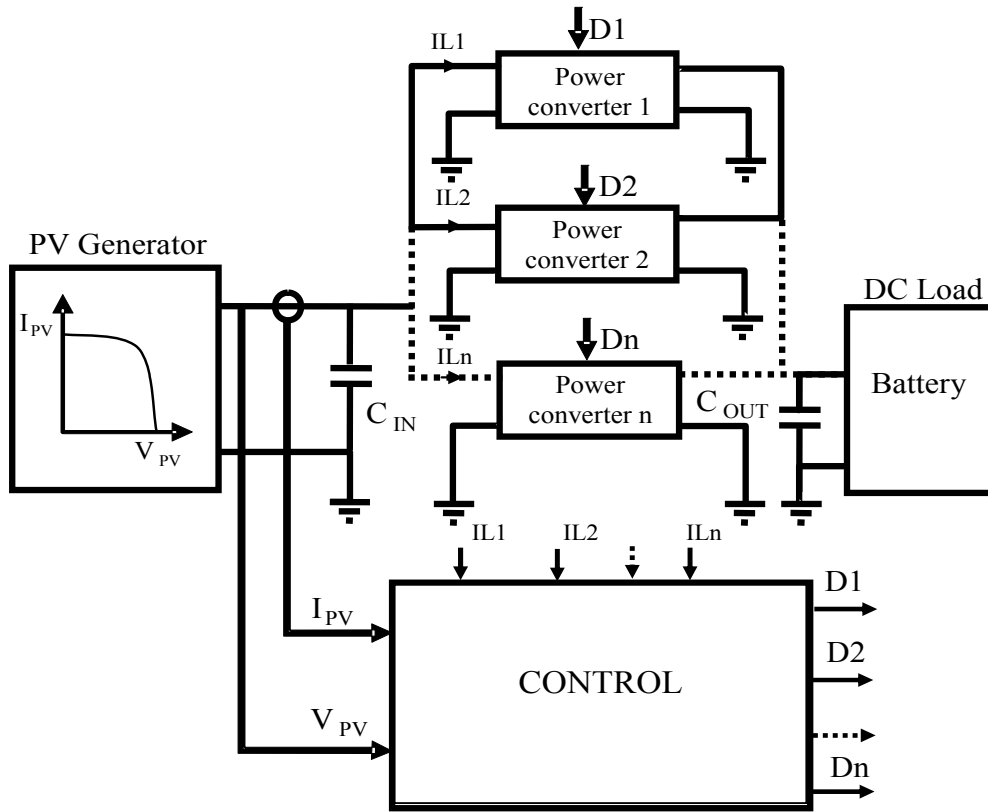 D1
IL1
Power
converter 1
D2
IL2
Power
converter 2
PV Generator
I PV
V PV
DC Load
Battery
Dn
ILn
Power
converter n
C IN
C OUT
IL1
IL2
ILn
I PV
V PV
CONTROL
D1
D2
Dn